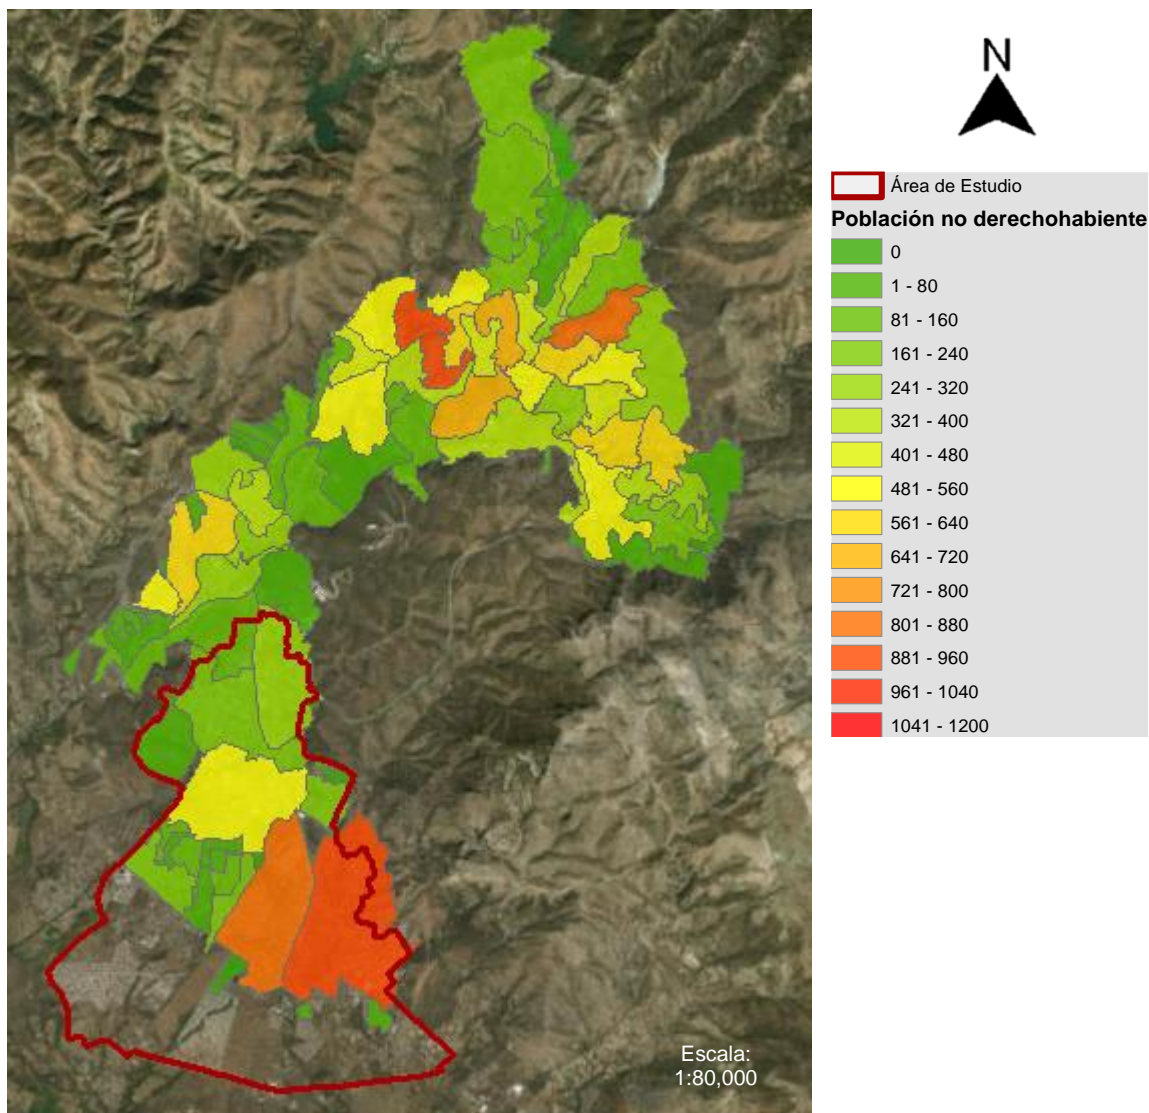 N
Área de Estudio
Población no derechohabiente
0
1 - 80
81 - 160
161 - 240
241 - 320
321 - 400
401 - 480
481 - 560
561 - 640
641 - 720
721 - 800
801 - 880
881 - 960
961 - 1040
1041 - 1200
Escala:
1:80,000